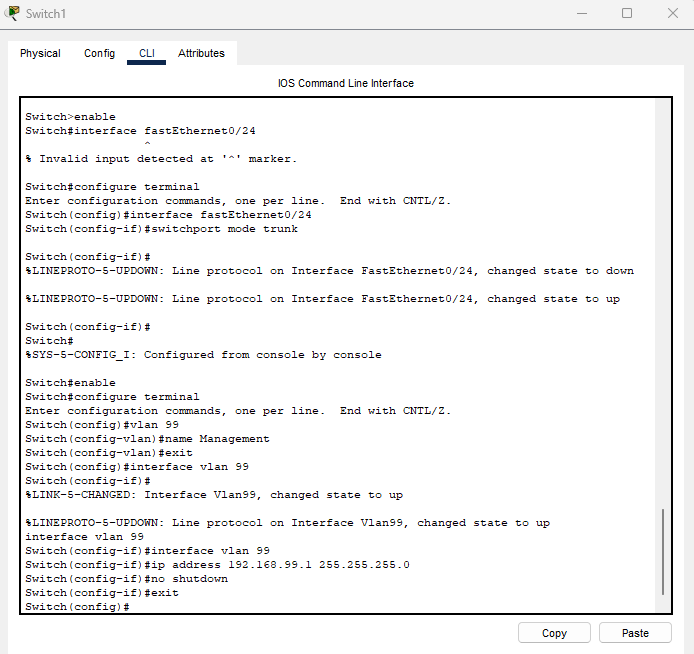 Switch1
Physical Config CLI Attributes
IOS Command Line Interface
Switch>enable
Switch#interface fastEthernet0/24
^
% Invalid input detected at '^' marker.
Switch#configure terminal
Enter configuration commands, one per line.  End with CNTL/Z.
Switch(config)#interface fastEthernet0/24
Switch(config-if)#switchport mode trunk
Switch(config-if)#
%LINEPROTO-5-UPDOWN: Line protocol on Interface FastEthernet0/24, changed state to down
%LINEPROTO-5-UPDOWN: Line protocol on Interface FastEthernet0/24, changed state to up
Switch(config-if)#
Switch#
%SYS-5-CONFIG_I: Configured from console by console
Switch#enable
Switch#configure terminal
Enter configuration commands, one per line.  End with CNTL/Z.
Switch(config)#vlan 99
Switch(config-vlan)#name Management
Switch(config-vlan)#exit
Switch(config)#interface vlan 99
Switch(config-if)#
%LINK-5-CHANGED: Interface Vlan99, changed state to up
%LINEPROTO-5-UPDOWN: Line protocol on Interface Vlan99, changed state to up
interface vlan 99
Switch(config-if)#interface vlan 99
Switch(config-if)#ip address 192.168.99.1 255.255.255.0
Switch(config-if)#no shutdown
Switch(config-if)#exit
Switch(config)#
Copy Paste